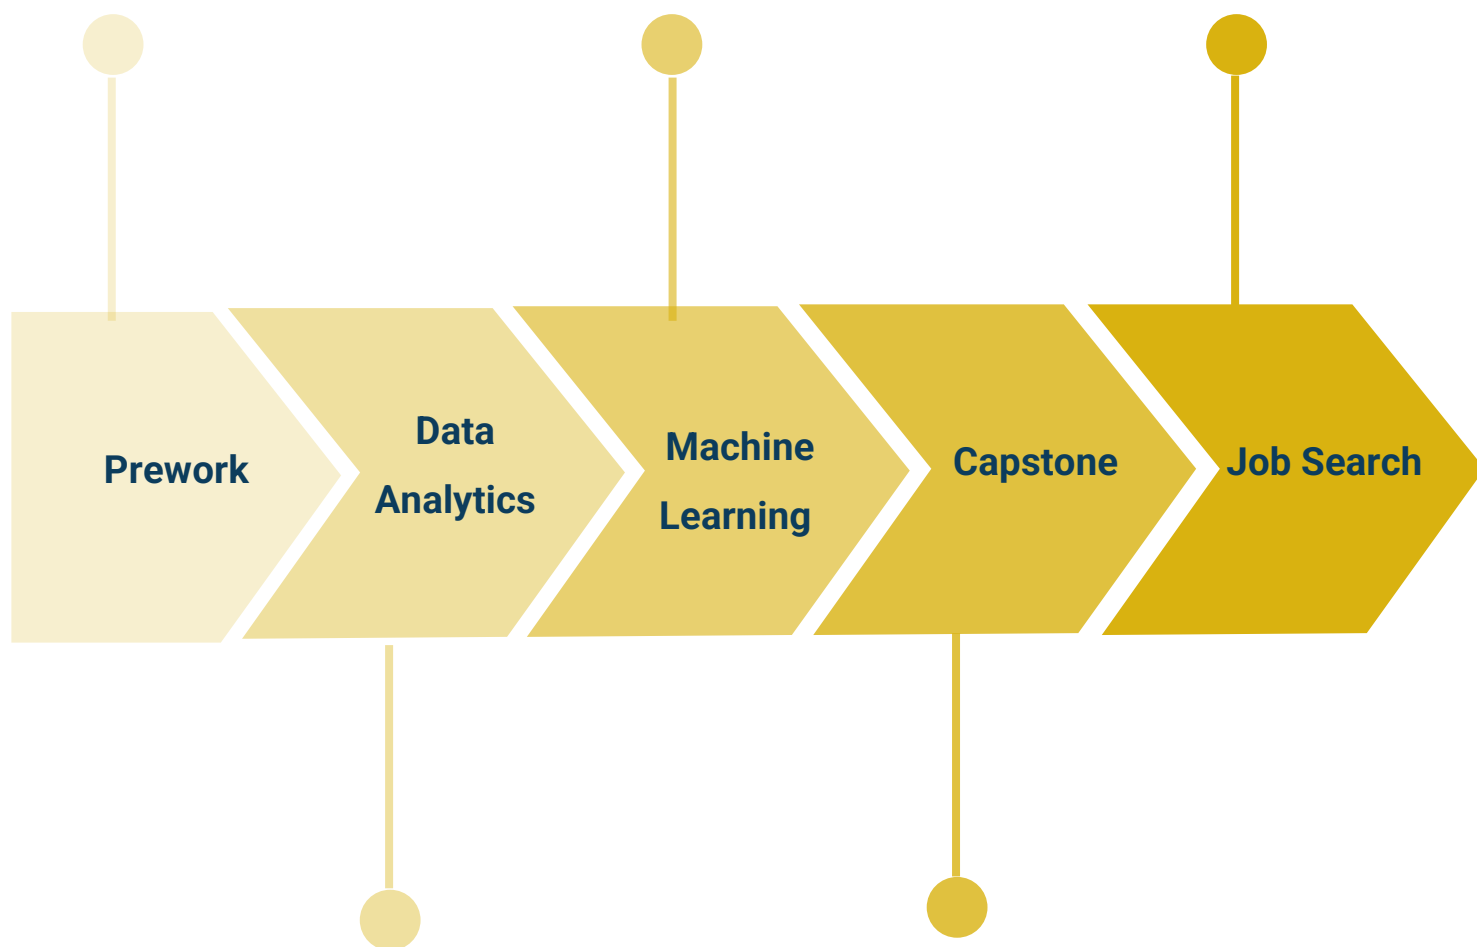 Prework
Data
Analytics
Machine
Learning
Capstone
Job Search